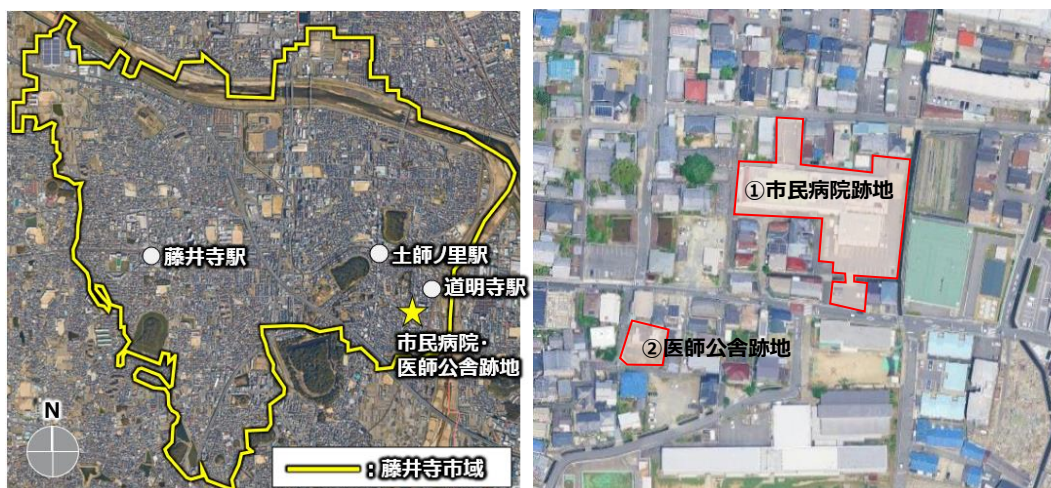 藤井寺駅
土師ノ里駅
道明寺駅
市民病院・
医師公舎跡地
N
：藤井寺市域
①市民病院跡地
②医師公舎跡地